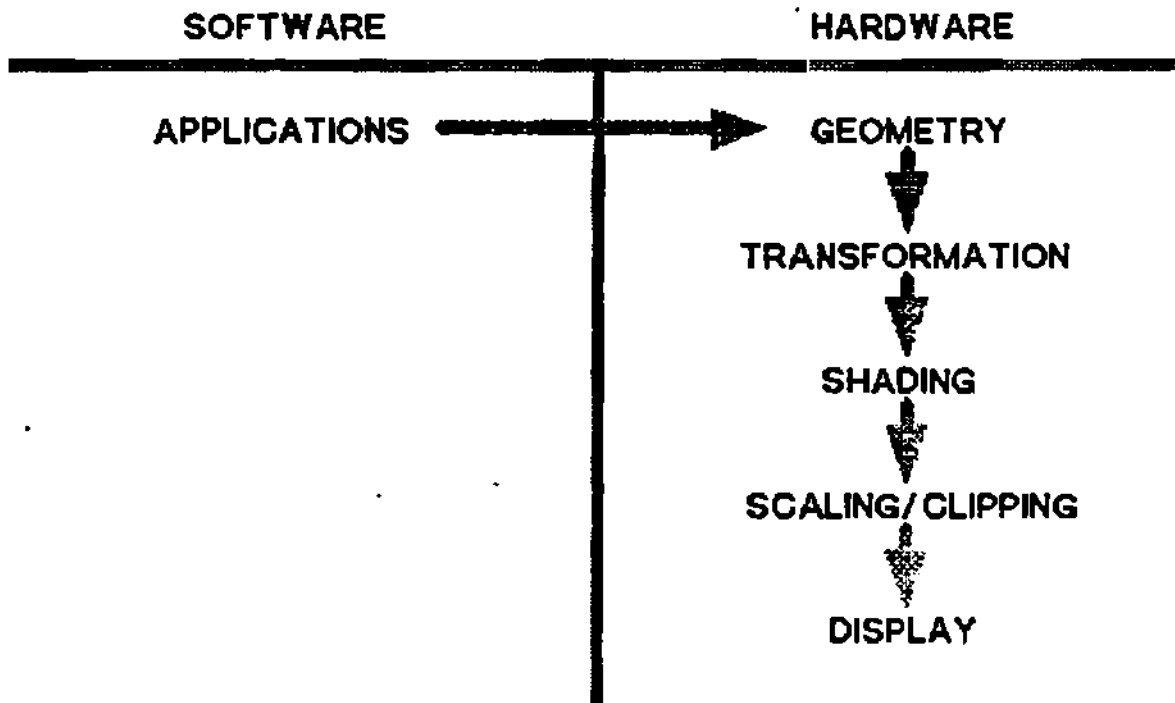 SOFTWARE HARDWARE
APPLICATIONS GEOMETRY
TRANSFORMATION
SHADING
SCALING/CLIPPING
DISPLAY